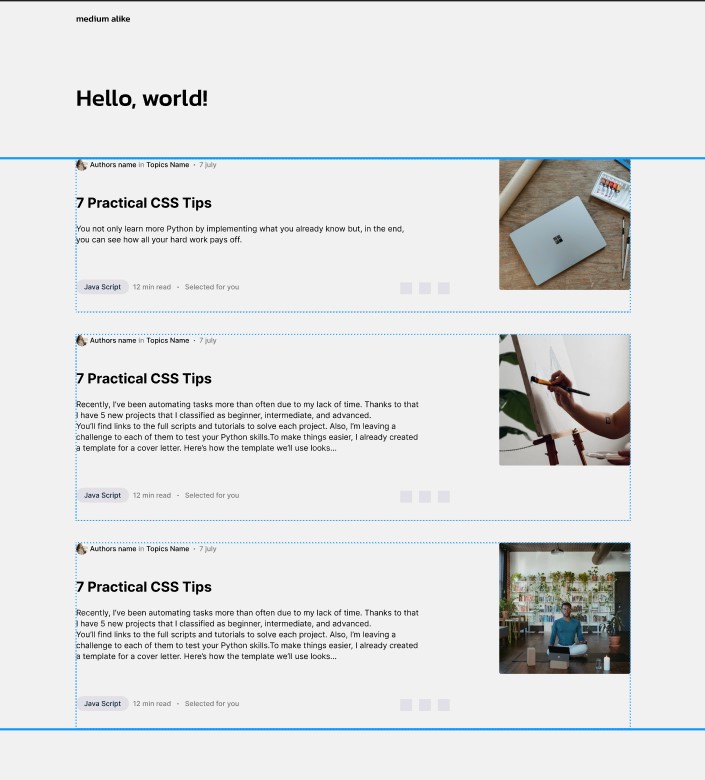 medium alike
Hello, world!
Authors name in Topics Name · 7 july
7 Practical CSS Tips
You not only learn more Python by implementing what you already know but, in the end,
you can see how all your hard work pays off.
Java Script 12 min read · Selected for you
Authors name in Topics Name · 7 july
7 Practical CSS Tips
Recently, I've been automating tasks more than often due to my lack of time. Thanks to that
I have 5 new projects that I classified as beginner, intermediate, and advanced.
You'll find links to the full scripts and tutorials to solve each project. Also, I'm leaving a
challenge to each of them to test your Python skills.To make things easier, I already created
a template for a cover letter. Here's how the template we'll use looks...
Java Script 12 min read · Selected for you
Authors name in Topics Name · 7 july
7 Practical CSS Tips
Recently, I've been automating tasks more than often due to my lack of time. Thanks to that
I have 5 new projects that I classified as beginner, intermediate, and advanced.
You'll find links to the full scripts and tutorials to solve each project. Also, I'm leaving a
challenge to each of them to test your Python skills.To make things easier, I already created
a template for a cover letter. Here's how the template we'll use looks...
Java Script 12 min read · Selected for you